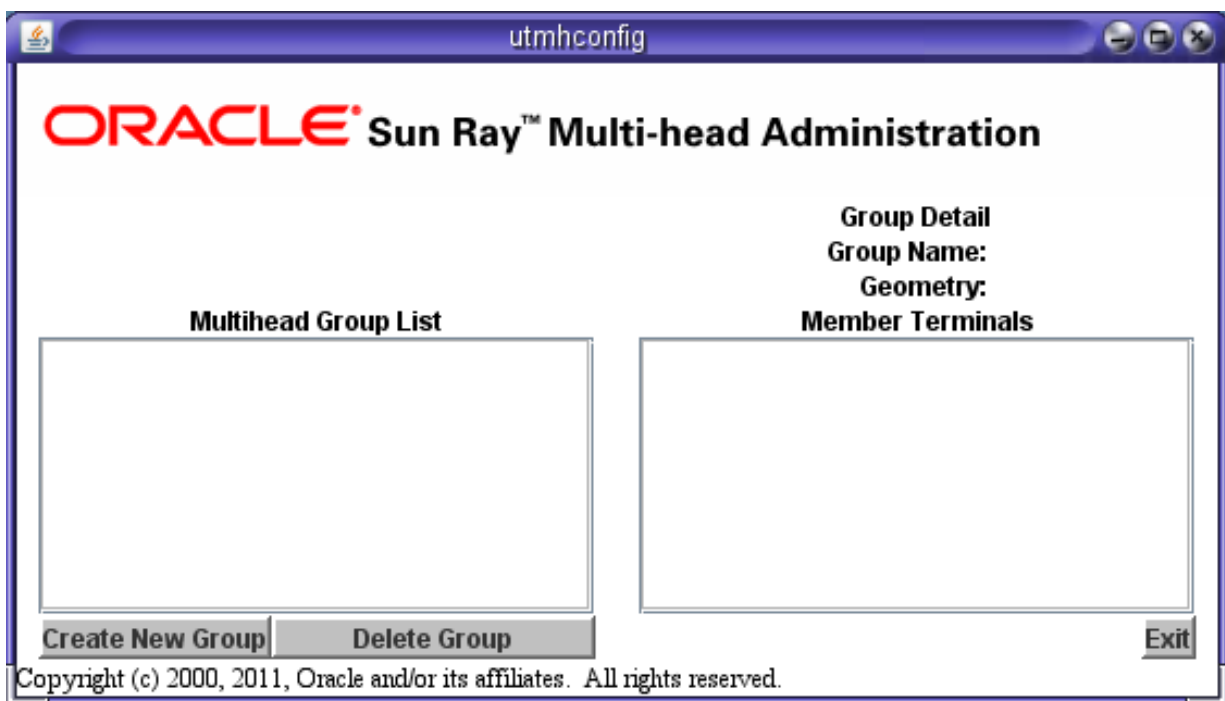 utmhconfig
ORACLE® Sun Ray™ Multi-head Administration
Group Detail
Group Name:
Geometry:
Multihead Group List
Member Terminals
Create New Group
Delete Group
Exit
Copyright (c) 2000, 2011, Oracle and/or its affiliates. All rights reserved.